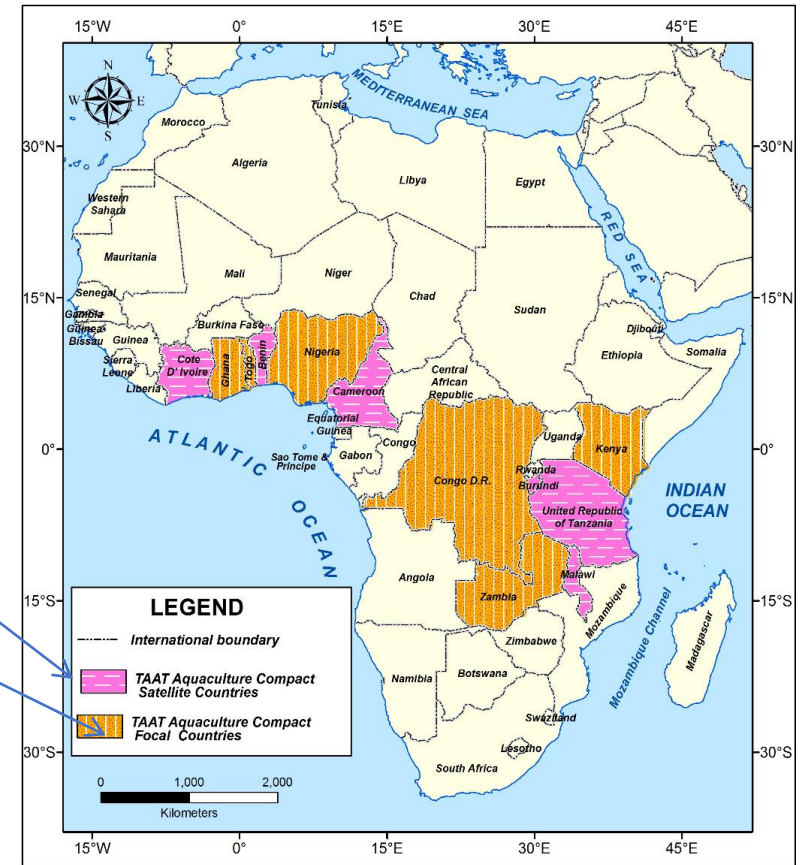 15°W 0° 15°E 30°E 45°E
N
W E
S
MEDITERRANEAN SEA
Tunisia
Morocco
30°N 30°N
Algeria
Libya
Egypt
Western
Sahara
RED SEA
Mauritania
Mali
Niger
Chad
Sudan
15°N 15°N
Senegal
Gambia
Guinea-
Bissau
Guinea
Burkina Faso
Djibouti
Sierra
Leone
Liberia
Cote
D' Ivoire
Ghana
Togo
Benin
Nigeria
Cameroon
Central
African
Republic
Ethiopia
Somalia
Equatorial
Guinea
0° 0°
Sao Tome &
Principe
Gabon
Congo
Congo D.R.
Uganda
Kenya
Rwanda
Burundi
United Republic
of Tanzania
ATLANTIC OCEAN
INDIAN
OCEAN
Angola
Zambia
Malawi
Mozambique
Mozambique Channel
Madagascar
15°S 15°S
Zimbabwe
Namibia
Botswana
Swaziland
Lesotho
South Africa
30°S 30°S
LEGEND
International boundary
TAAT Aquaculture Compact
Satellite Countries
TAAT Aquaculture Compact
Focal Countries
0 1,000 2,000
Kilometers
15°W 0° 15°E 30°E 45°E